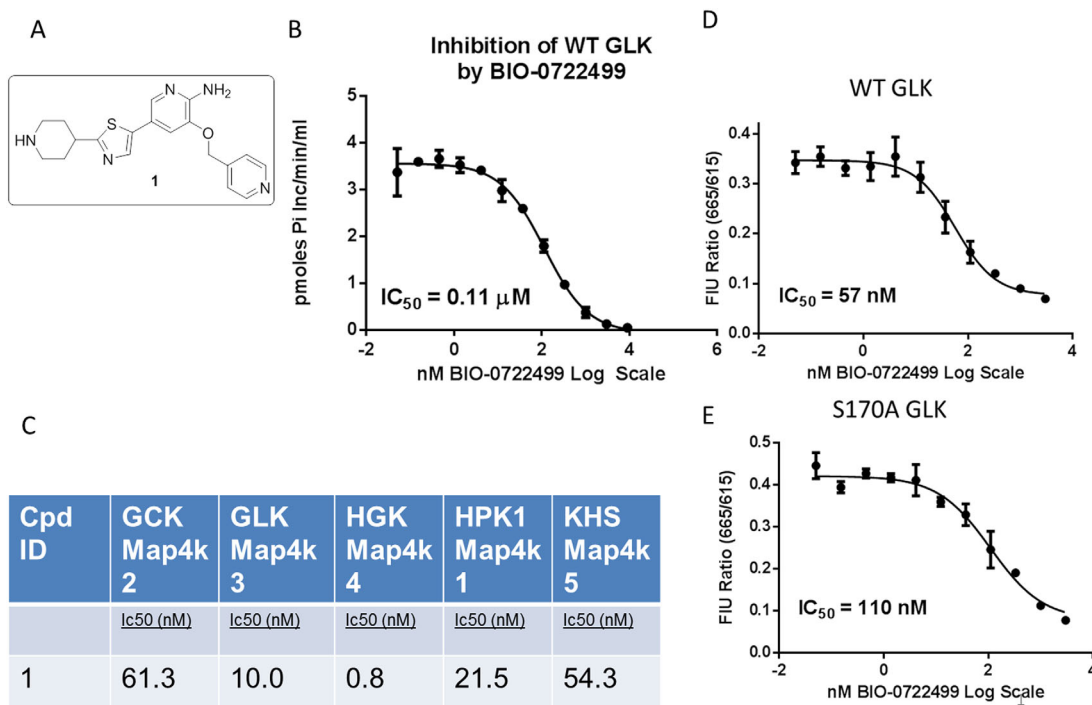 A
HN
S
N
N
NH2
O
N
1
B
Inhibition of WT GLK
by BIO-0722499
pmoles Pi Inc/min/ml
5
4
3
2
1
0
IC50 = 0.11 μM
-2
0
2
4
6
nM BIO-0722499 Log Scale
C
Cpd ID
GCK Map4k 2
GLK Map4k 3
HGK Map4k 4
HPK1 Map4k 1
KHS Map4k 5
Ic50 (nM) Ic50 (nM) Ic50 (nM) Ic50 (nM) Ic50 (nM)
1 61.3 10.0 0.8 21.5 54.3
D
WT GLK
FIU Ratio (665/615)
0.4
0.3
0.2
0.1
0.0
IC50 = 57 nM
-2
0
2
4
nM BIO-0722499 Log Scale
E
S170A GLK
FIU Ratio (665/615)
0.5
0.4
0.3
0.2
0.1
0.0
IC50 = 110 nM
-2
0
2
4
nM BIO-0722499 Log Scale